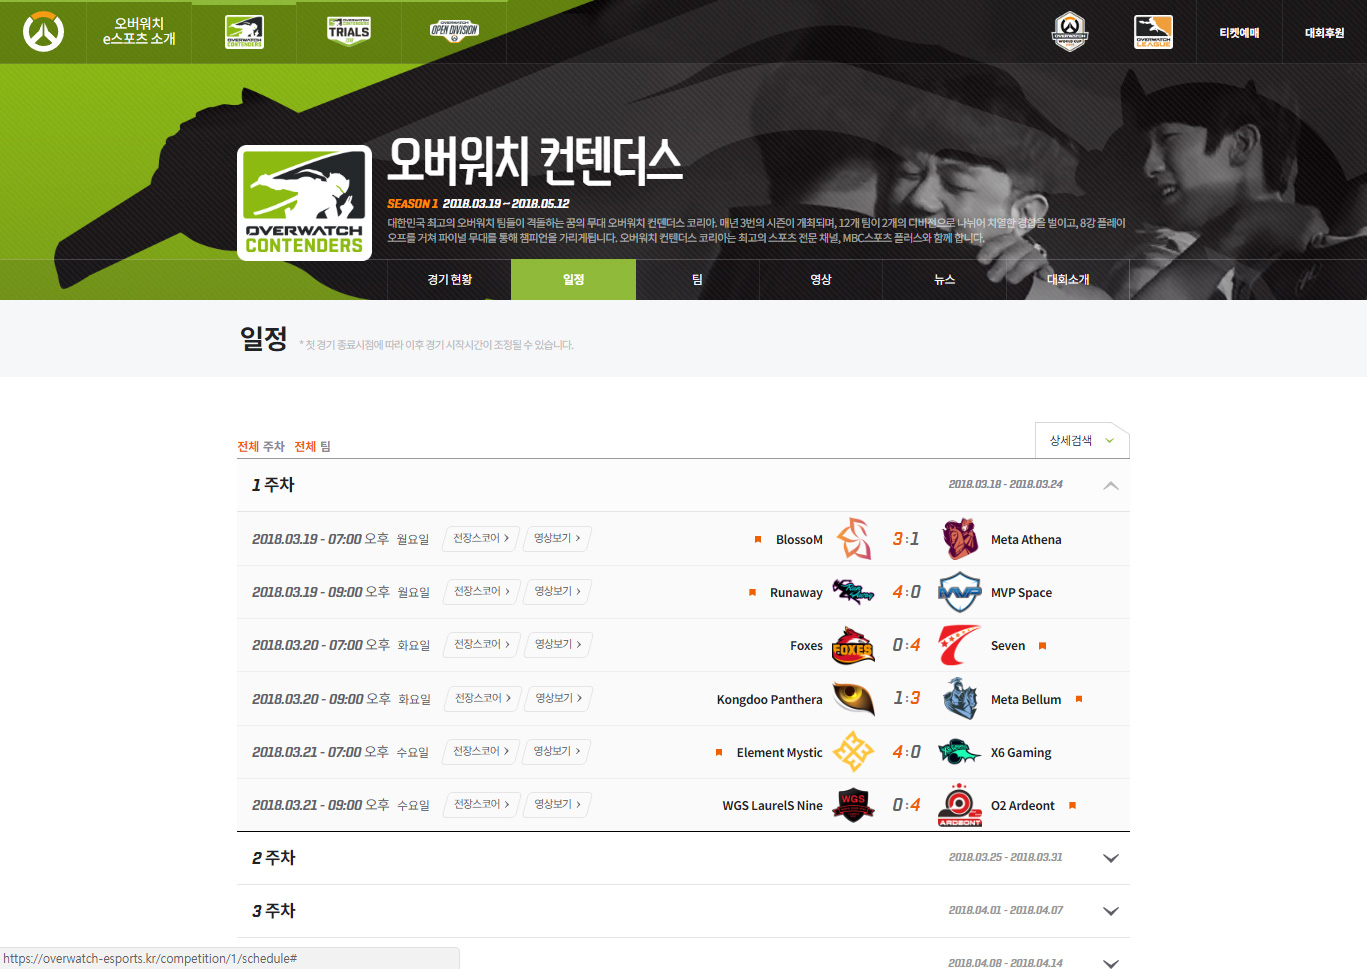 오버워치
e스포츠 소개
OVERWATCH
CONTENDERS
OVERWATCH
CONTENDERS
TRIALS
OVERWATCH
OPEN DIVISION
OVERWATCH
WORLD CUP
OVERWATCH
LEAGUE
티켓예매
대회후원
오버워치 컨텐더스
SEASON 1 2018.03.19 ~ 2018.05.12
대한민국 최고의 오버워치 팀들이 격돌하는 꿈의 무대 오버워치 컨텐더스 코리아. 매년 3번의 시즌이 개최되며, 12개 팀이 2개의 디비전으로 나뉘어 치열한 경합을 벌이고, 8강 플레이
오프를 거쳐 파이널 무대를 통해 챔피언을 가리게됩니다. 오버워치 컨텐더스 코리아는 최고의 스포츠 전문 채널, MBC스포츠 플러스와 함께 합니다.
OVERWATCH
CONTENDERS
경기 현황 일정 팀 영상 뉴스 대회소개
일정 * 첫 경기 종료시점에 따라 이후 경기 시작시간이 조정될 수 있습니다.
전체 주차 전체 팀 상세검색
1 주차 2018.03.18 - 2018.03.24
2018.03.19 - 07:00 오후 월요일 전장스코어 영상보기 BlossoM 3:1 Meta Athena
2018.03.19 - 09:00 오후 월요일 전장스코어 영상보기 Runaway 4:0 MVP MVP Space
2018.03.20 - 07:00 오후 화요일 전장스코어 영상보기 Foxes FOXES 0:4 Seven
2018.03.20 - 09:00 오후 화요일 전장스코어 영상보기 Kongdoo Panthera 1:3 Meta Bellum
2018.03.21 - 07:00 오후 수요일 전장스코어 영상보기 Element Mystic 4:0 X6 Gaming
2018.03.21 - 09:00 오후 수요일 전장스코어 영상보기 WGS LaurelS Nine WGS 0:4 ARDEONT O2 Ardeont
2 주차 2018.03.25 - 2018.03.31
3 주차 2018.04.01 - 2018.04.07
2018.04.08 - 2018.04.14
https://overwatch-esports.kr/competition/1/schedule#